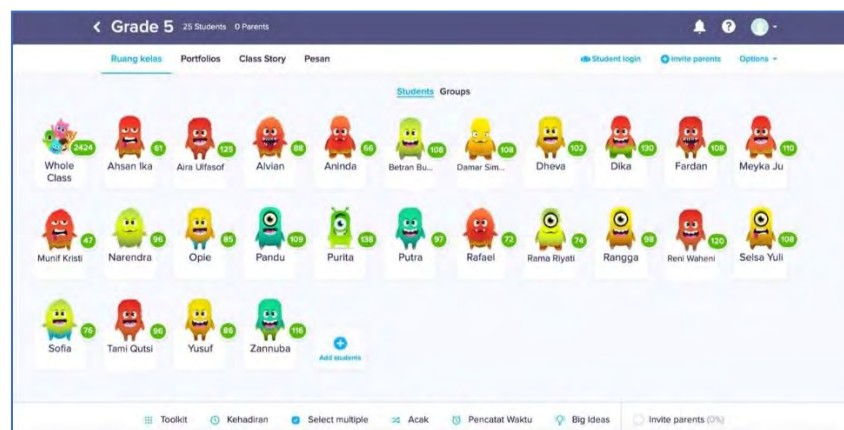 Grade 5 25 Students 0 Parents
Ruang kelas Portfolios Class Story Pesan Student login Invite parents Options
Students Groups
2424 61 125 88 66 108 108 102 130 108 110
Whole Class Ahsan Ika Aira Ulfasof Alvian Aninda Betran Bu... Damar Sim... Dheva Dika Fardan Meyka Ju
47 96 85 109 138 97 72 74 98 120 108
Munif Kristi Narendra Opie Pandu Purita Putra Rafael Rama Riyati Rangga Reni Waheni Selsa Yuli
76 96 86 116
Sofia Tami Qutsi Yusuf Zannuba Add students
Toolkit Kehadiran Select multiple Acak Pencatat Waktu Big Ideas Invite parents (0%)